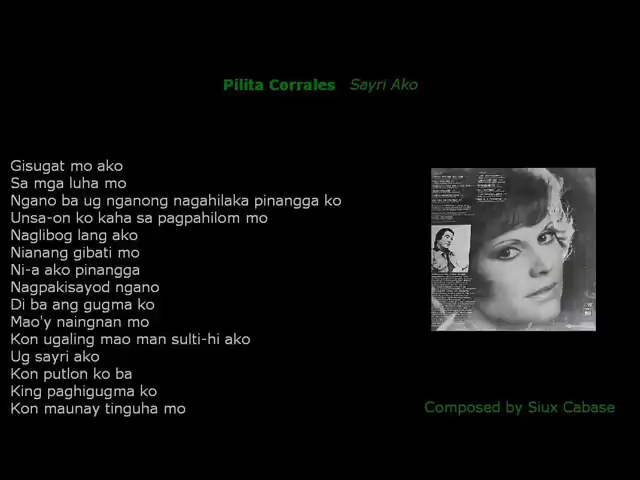 Pilita Corrales Sayri Ako
Gisugat mo ako
Sa mga luha mo
Ngano ba ug nganong nagahilaka pinangga ko
Unsa-on ko kaha sa pagpahilom mo
Naglibog lang ako
Nianang gibati mo
Ni-a ako pinangga
Nagpakisayod ngano
Di ba ang gugma ko
Mao'y naingnan mo
Kon ugaling mao man sulti-hi ako
Ug sayri ako
Kon putlon ko ba
King paghigugma ko
Kon maunay tinguha mo
Composed by Siux Cabase